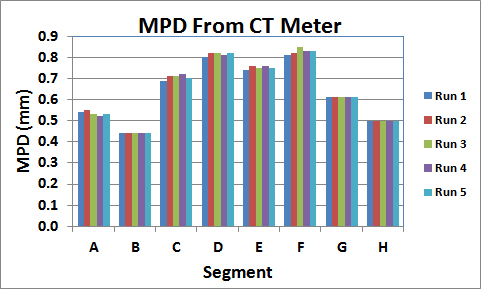 MPD From CT Meter
0.9
0.8
0.7
0.6
0.5
0.4
0.3
0.2
0.1
0.0
MPD (mm)
A B C D E F G H
Segment
Run 1
Run 2
Run 3
Run 4
Run 5